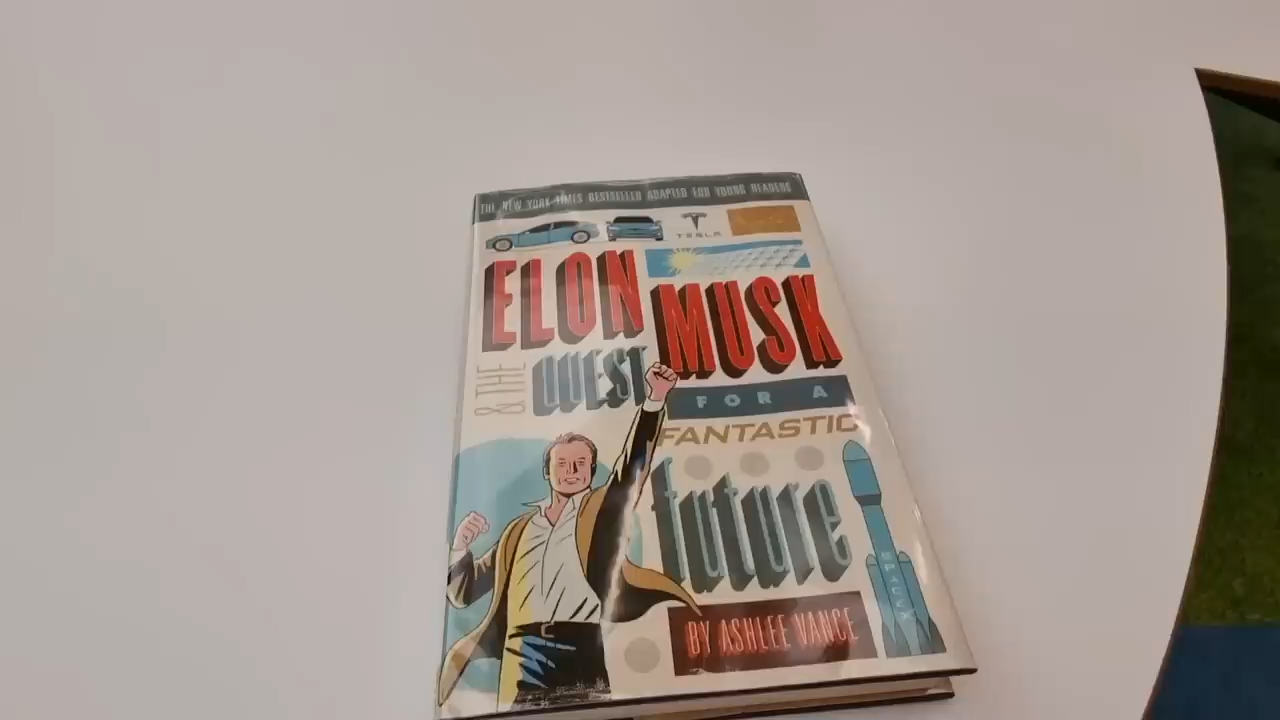 THE NEW YORK TIMES BESTSELLER ADAPTED FOR YOUNG READERS
TESLA
ELON MUSK
& THE QUEST
FOR A
FANTASTIC
future
SPACEX
BY ASHLEE VANCE